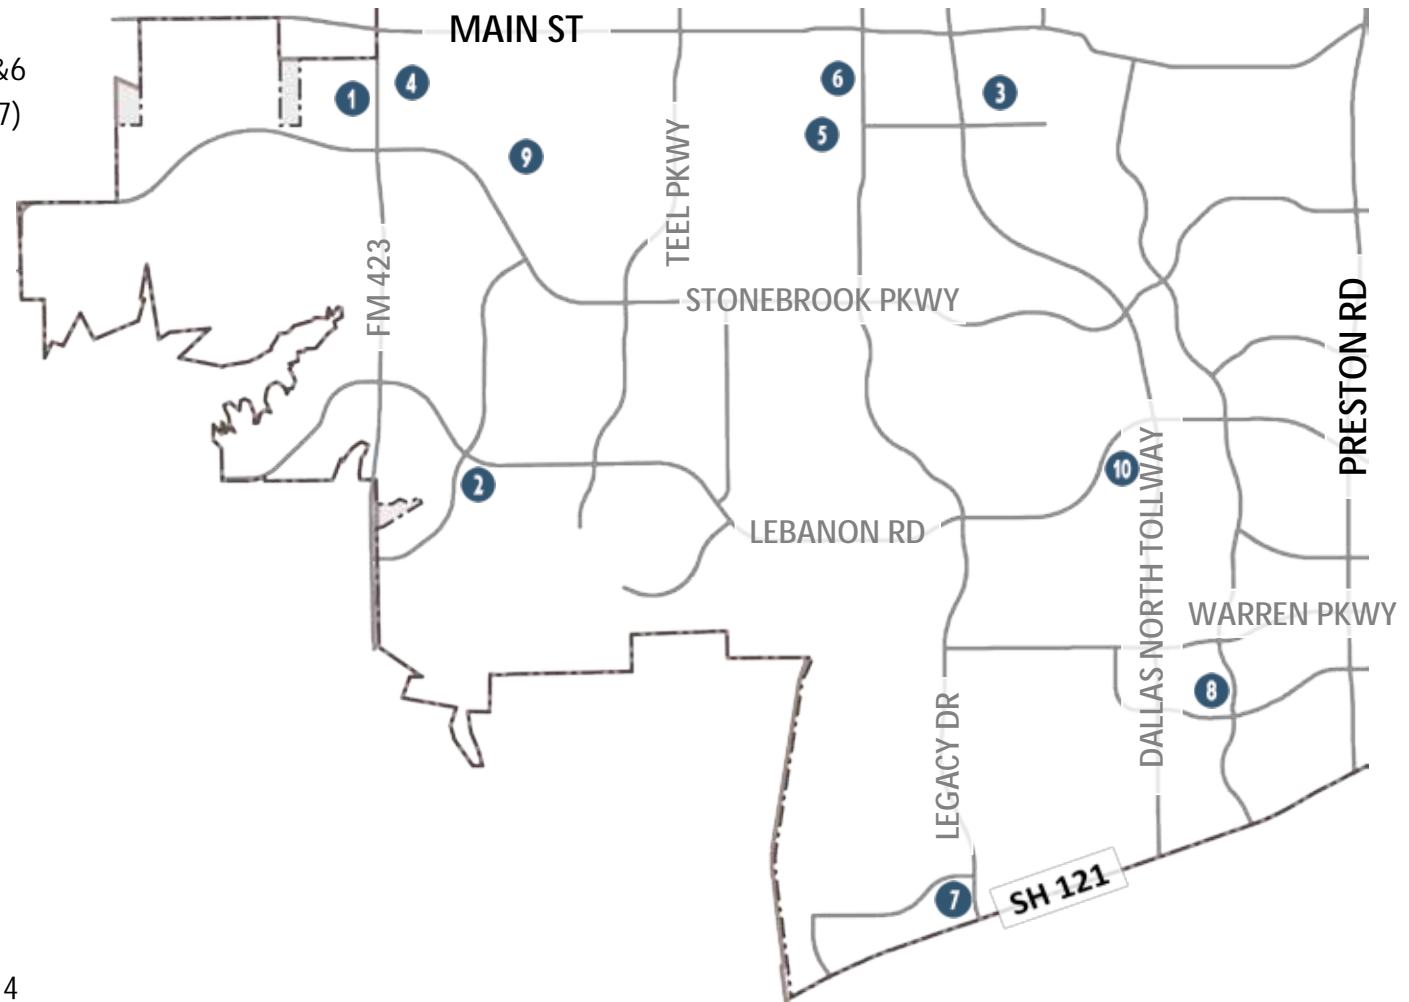 MAIN ST
&6
7)
6
4
1
3
5
9
TEEL PKWY
FM 423
STONEBROOK PKWY
PRESTON RD
10
2
LEBANON RD
DALLAS NORTH TOLLWAY
WARREN PKWY
8
LEGACY DR
SH 121
7
4